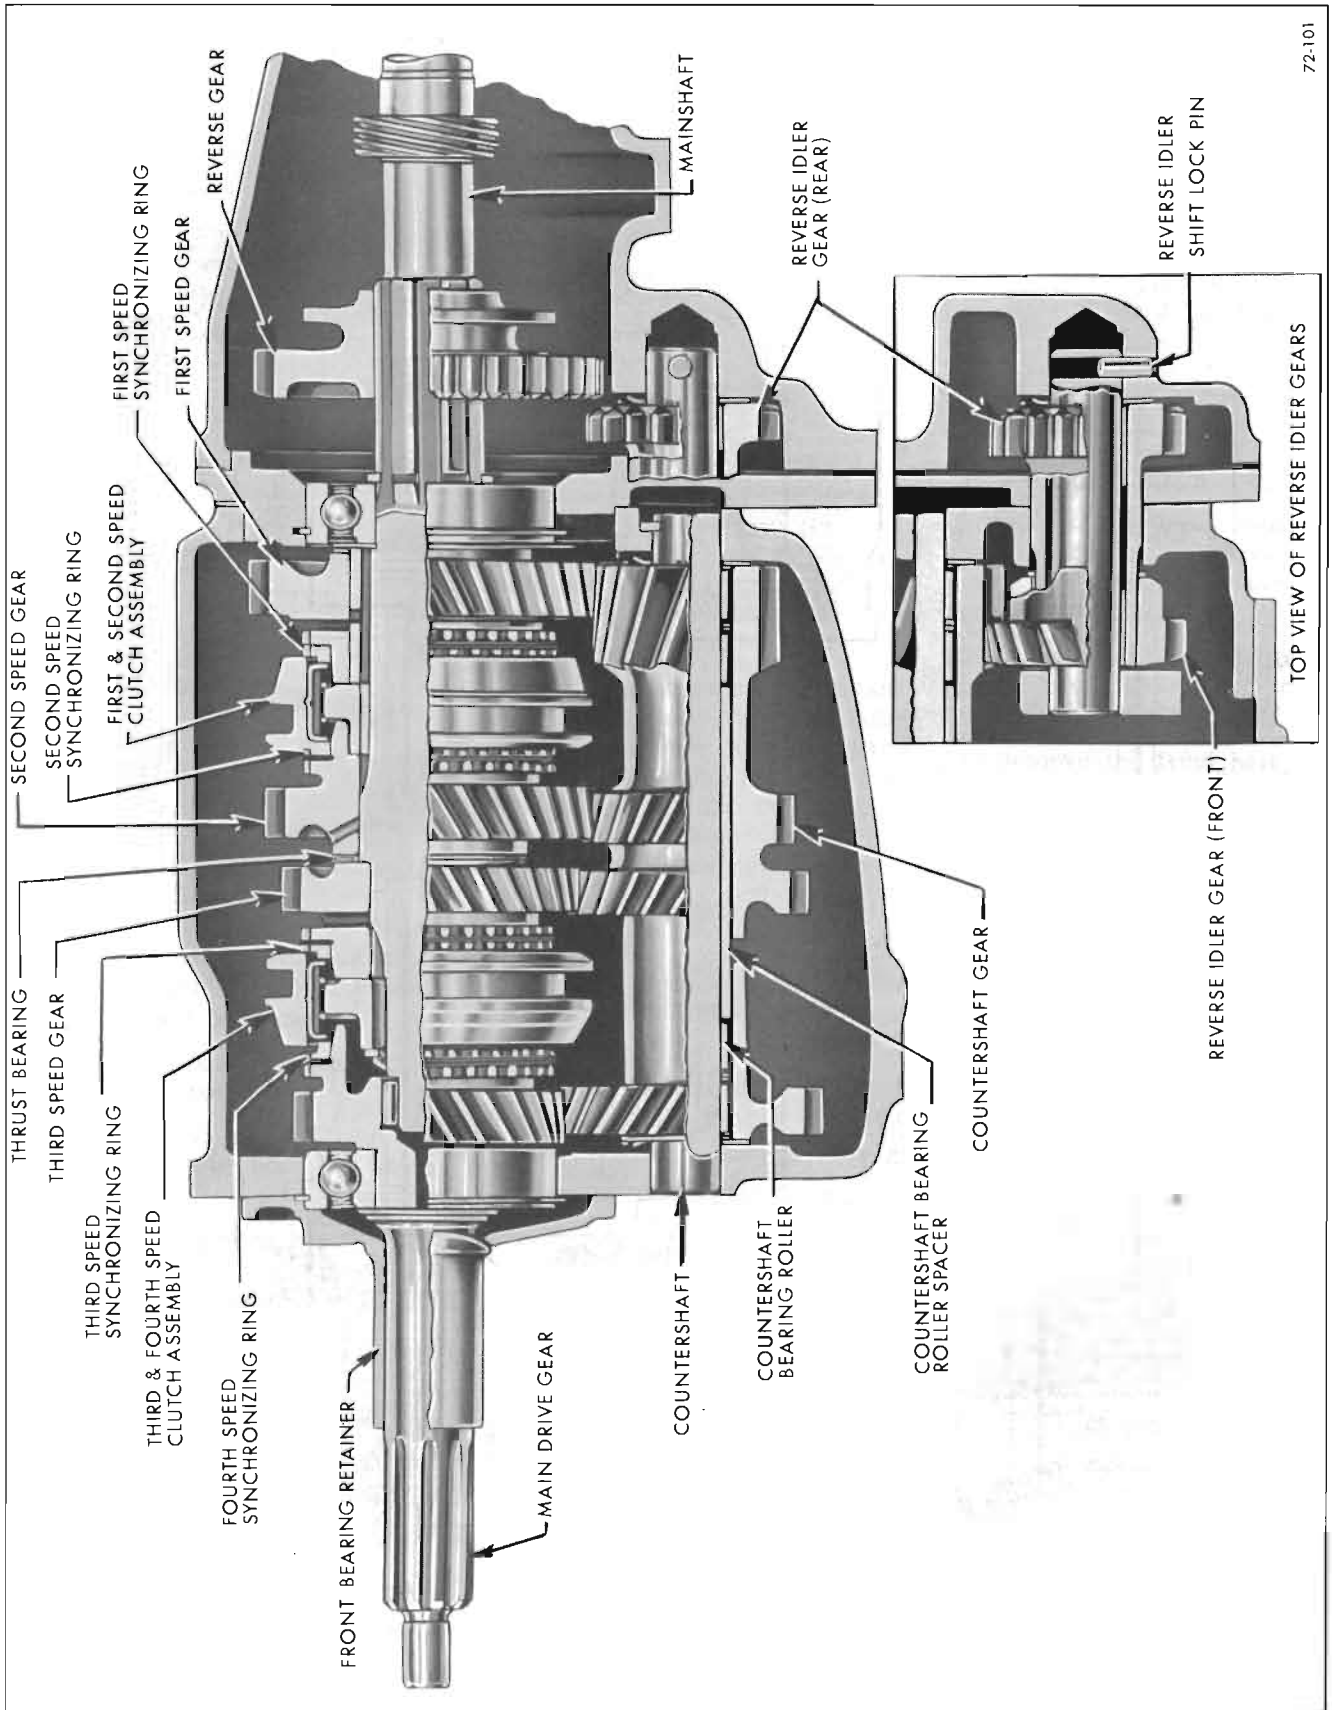 THRUST BEARING
SECOND SPEED GEAR
THIRD SPEED GEAR
SECOND SPEED
SYNCHRONIZING RING
THIRD SPEED
SYNCHRONIZING RING
FIRST & SECOND SPEED
CLUTCH ASSEMBLY
FIRST SPEED
SYNCHRONIZING RING
THIRD & FOURTH SPEED
CLUTCH ASSEMBLY
FIRST SPEED GEAR
FOURTH SPEED
SYNCHRONIZING RING
REVERSE GEAR
FRONT BEARING RETAINER
MAIN DRIVE GEAR
MAINSHAFT
COUNTERSHAFT
COUNTERSHAFT
BEARING ROLLER
REVERSE IDLER
GEAR (REAR)
COUNTERSHAFT BEARING
ROLLER SPACER
COUNTERSHAFT GEAR
REVERSE IDLER
SHIFT LOCK PIN
REVERSE IDLER GEAR (FRONT)
TOP VIEW OF REVERSE IDLER GEARS
72-101